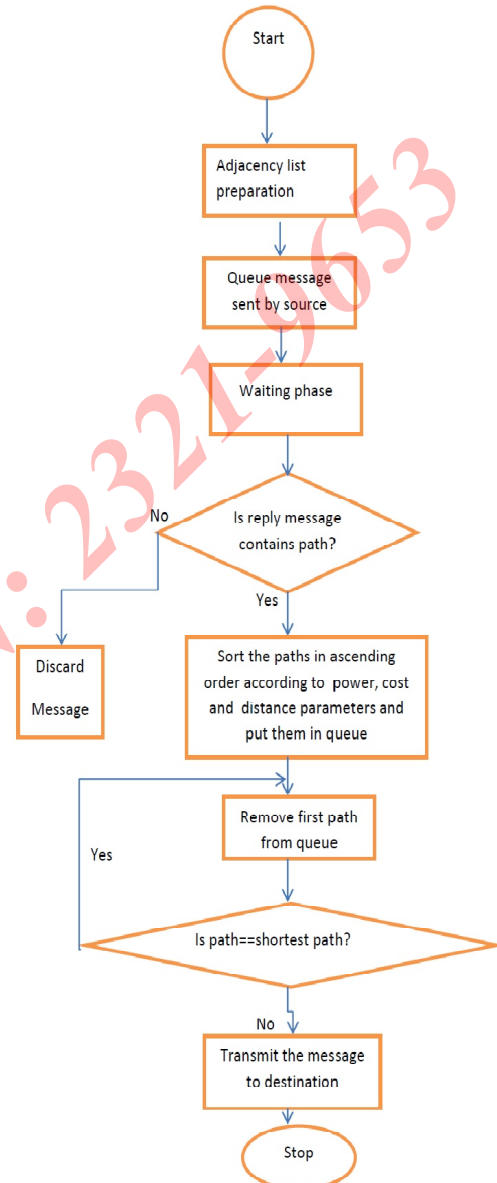 Start
Adjacency list
preparation
Queue message
sent by source
Waiting phase
No
Is reply message
contains path?
Yes
Discard
Message
Sort the paths in ascending
order according to power, cost
and distance parameters and
put them in queue
Remove first path
from queue
Yes
Is path==shortest path?
No
Transmit the message
to destination
Stop
: 2321-9653